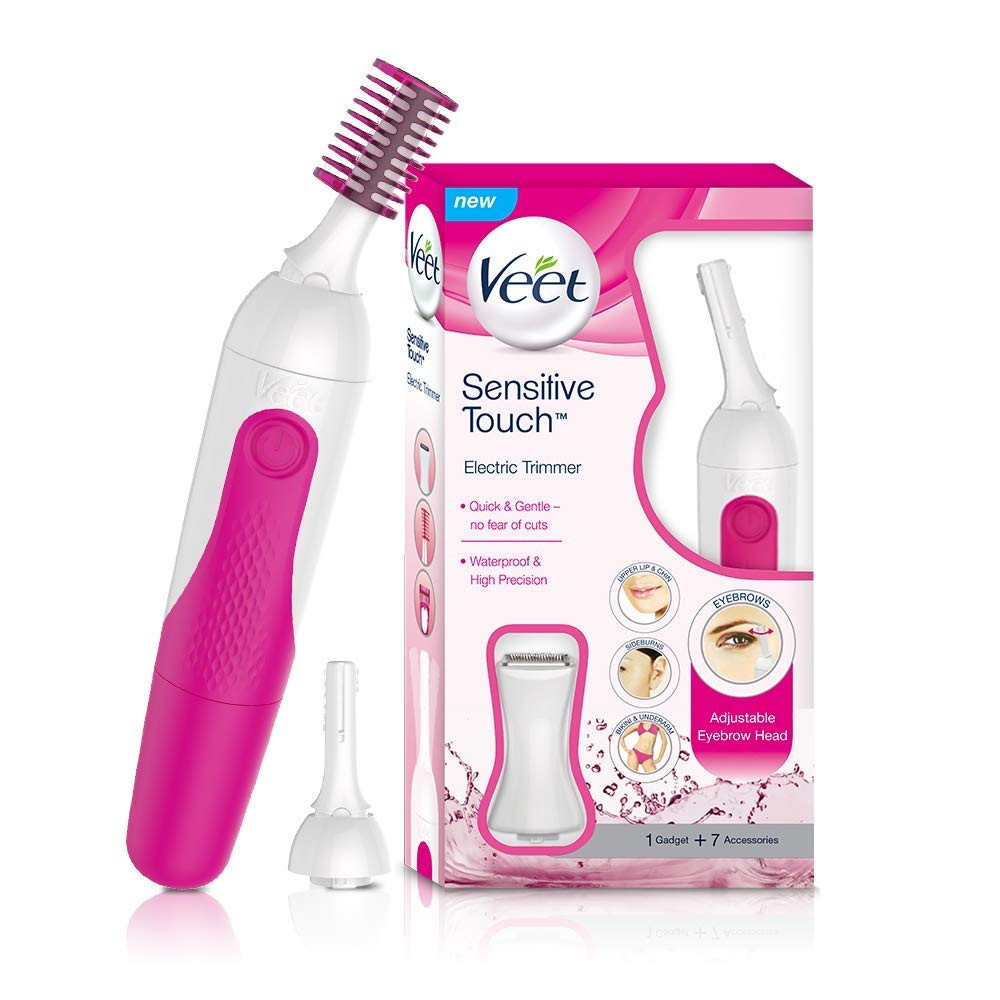 Veet
Veet
Sensitive
Touch™
Electric Trimmer
new
Veet
Sensitive
Touch™
Electric Trimmer
• Quick & Gentle –
no fear of cuts
• Waterproof &
High Precision
UPPER LIP & CHIN
SIDEBURNS
BIKINI & UNDERARM
EYEBROWS
Adjustable
Eyebrow Head
1 Gadget + 7 Accessories
Veet